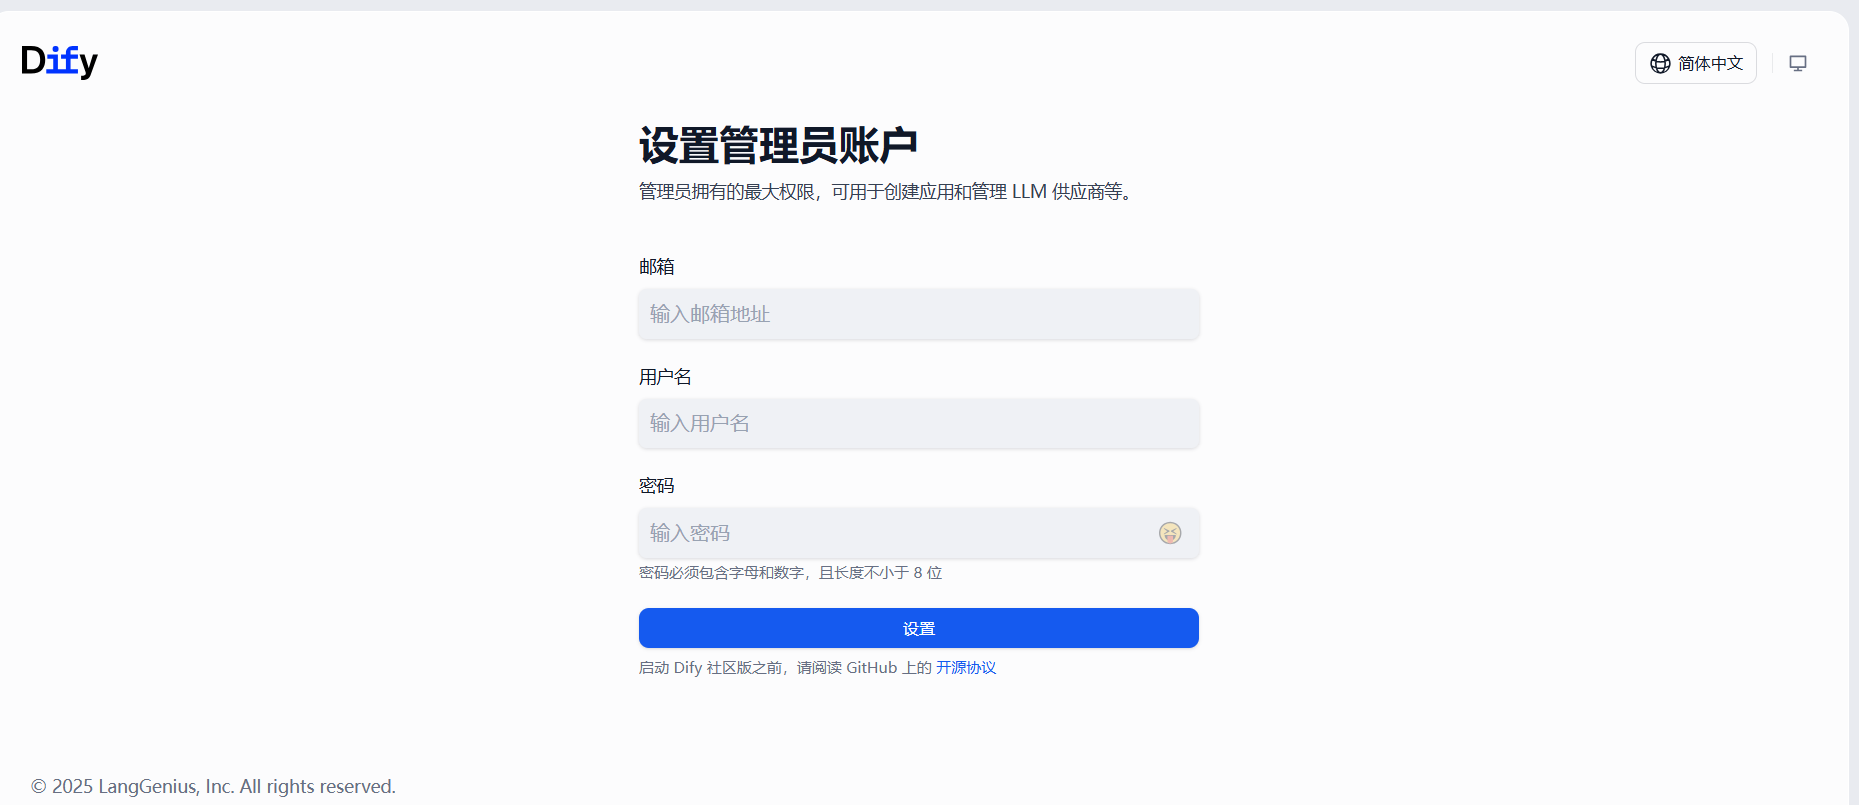 Dify
简体中文
设置管理员账户
管理员拥有的最大权限，可用于创建应用和管理 LLM 供应商等。
邮箱
输入邮箱地址
用户名
输入用户名
密码
输入密码
密码必须包含字母和数字，且长度不小于 8 位
设置
启动 Dify 社区版之前，请阅读 GitHub 上的 开源协议
© 2025 LangGenius, Inc. All rights reserved.